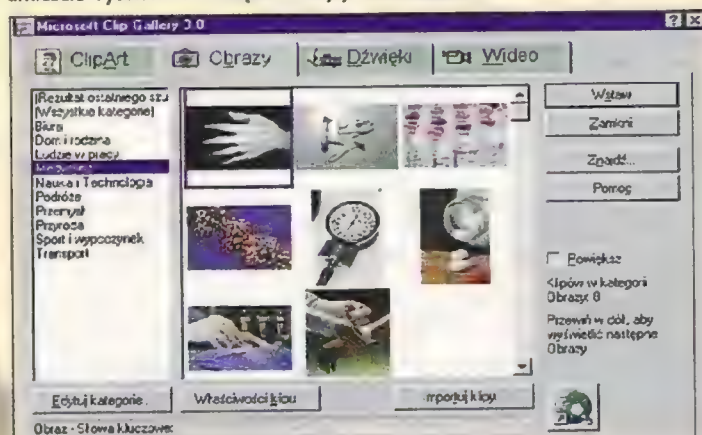 Microsoft Clip Gallery 3.0
ClipArt
Obrazy
Dźwięki
Wideo
[Rezultat ostatniego szu
[Wszystkie kategorie]
Biura
Dom i rodzina
Ludzie w pracy
Nauka i Technologia
Podróże
Przemysł
Przyroda
Sport i wypoczynek
Transport
Wstaw
Zamknij
Znajdź...
Pomoc
Powiększ
Klipów w kategorii
Obrazy: 8
Przewiń w dół, aby
wyświetlić następne
Obrazy
Edytuj kategorie...
Właściwości klipu
Importuj klipy
Obraz - Słowa kluczowe: